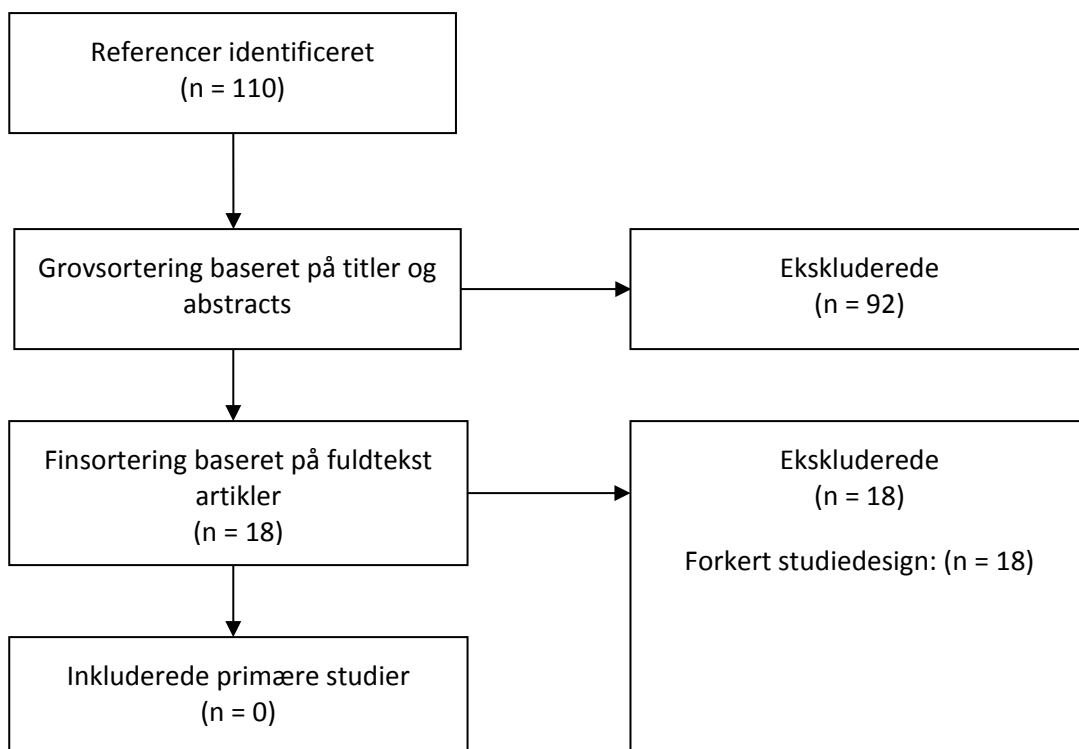 Referencer identificeret
(n = 110)
Grovsortering baseret på titler og
abstracts
Ekskluderede
(n = 92)
Finsortering baseret på fuldtekst
artikler
(n = 18)
Ekskluderede
(n = 18)
Forkert studiedesign: (n = 18)
Inkluderede primære studier
(n = 0)